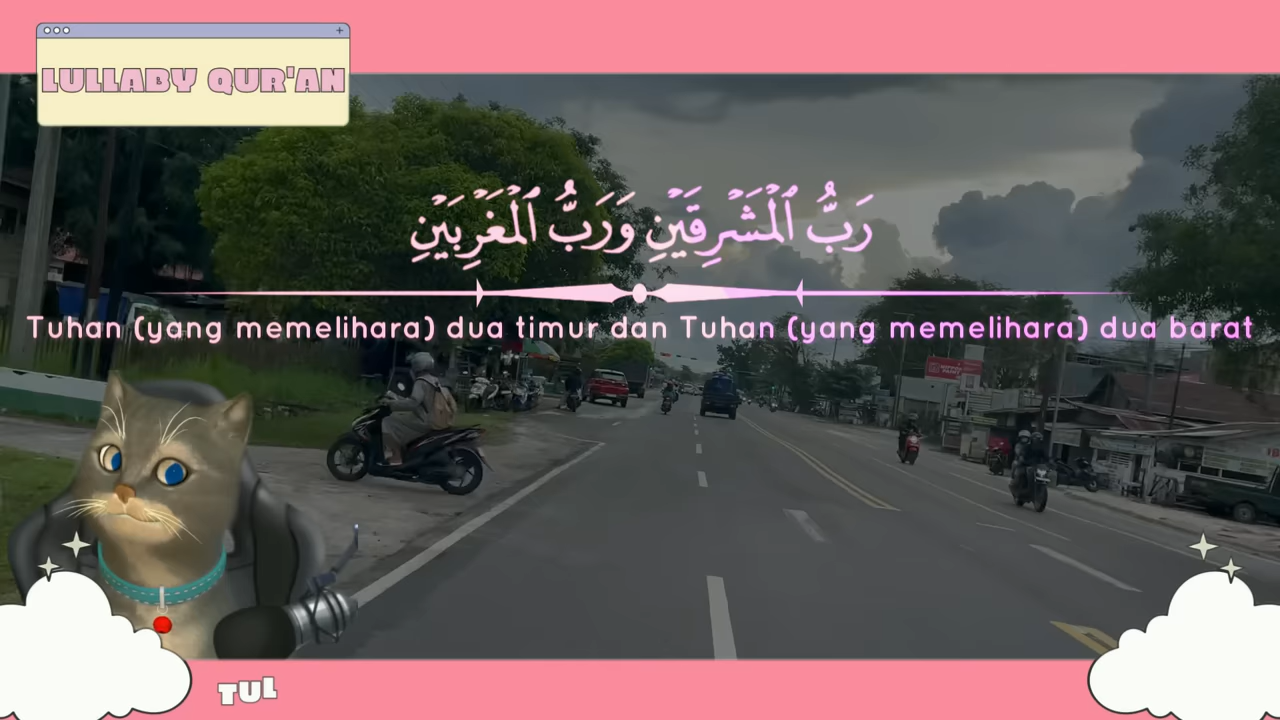 LULLABY QUR'AN
رَبُّ ٱلْمَشْرِقَيْنِ وَرَبُّ ٱلْمَغْرِبَيْنِ
Tuhan (yang memelihara) dua timur dan Tuhan (yang memelihara) dua barat
TUL